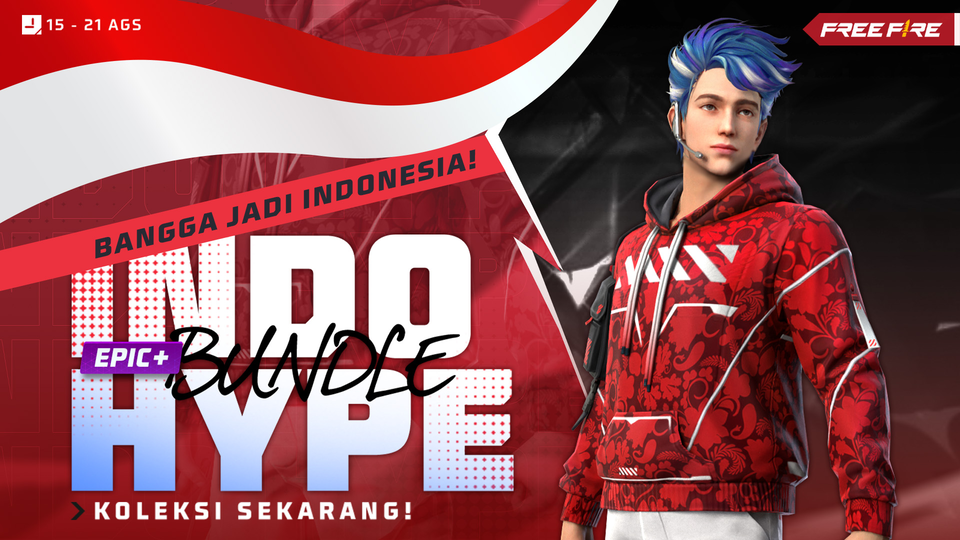 15 - 21 AGS
FREE FIRE
BANGGA JADI INDONESIA!
INDO
EPIC+
BUNDLE
HYPE
KOLEKSI SEKARANG!